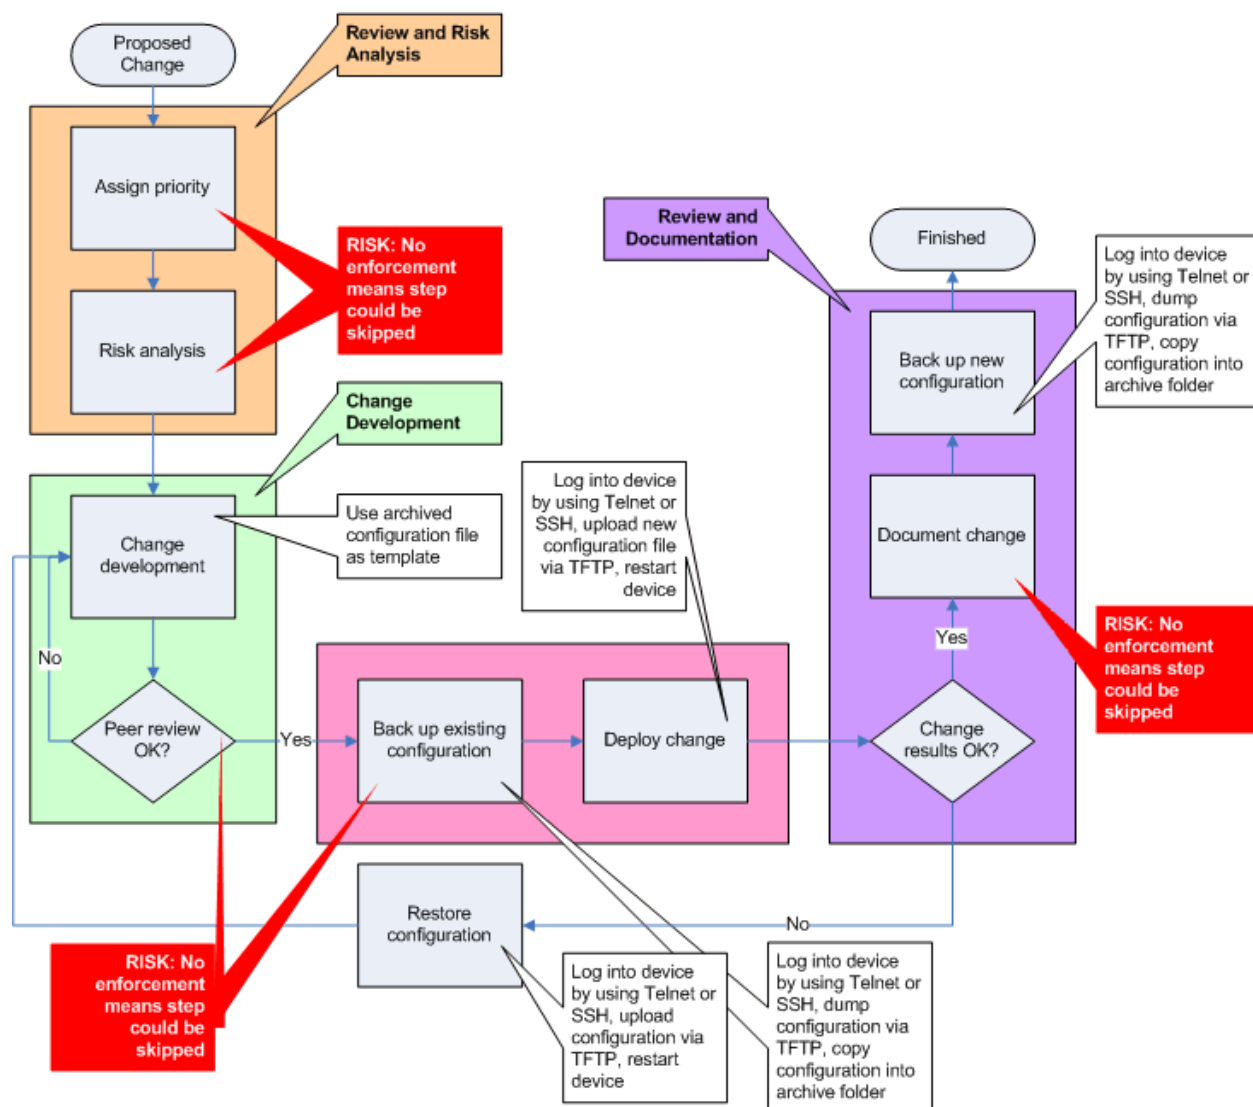 Proposed
Change
Review and Risk
Analysis
Assign priority
RISK: No
enforcement
means step
could be
skipped
Risk analysis
Change
Development
Change
development
Use archived
configuration file
as template
No
Peer review
OK?
Yes
Back up existing
configuration
Deploy change
Log into device
by using Telnet or
SSH, upload new
configuration file
via TFTP, restart
device
Review and
Documentation
Finished
Log into device
by using Telnet or
SSH, dump
configuration via
TFTP, copy
configuration into
archive folder
Back up new
configuration
Document change
RISK: No
enforcement
means step
could be
skipped
Yes
Change
results OK?
No
Restore
configuration
RISK: No
enforcement
means step
could be
skipped
Log into device
by using Telnet or
SSH, upload
configuration via
TFTP, restart
device
Log into device
by using Telnet or
SSH, dump
configuration via
TFTP, copy
configuration into
archive folder